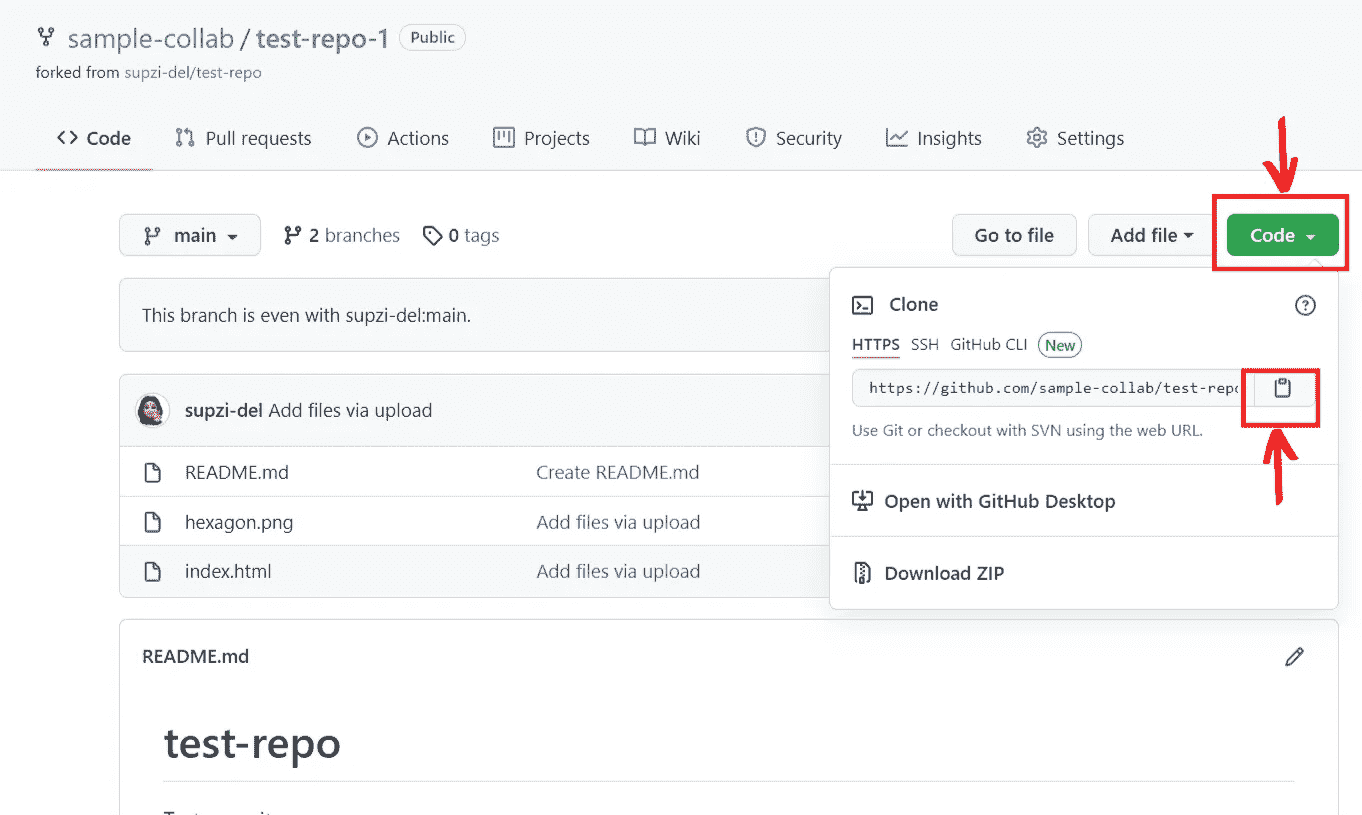 sample-collab / test-repo-1 Public
forked from supzi-del/test-repo
<> Code Pull requests Actions Projects Wiki Security Insights Settings
main 2 branches 0 tags Go to file Add file Code
This branch is even with supzi-del:main.
Clone
HTTPS SSH GitHub CLI New
https://github.com/sample-collab/test-repo
Use Git or checkout with SVN using the web URL.
Open with GitHub Desktop
Download ZIP
supzi-del Add files via upload
README.md Create README.md
hexagon.png Add files via upload
index.html Add files via upload
README.md
test-repo